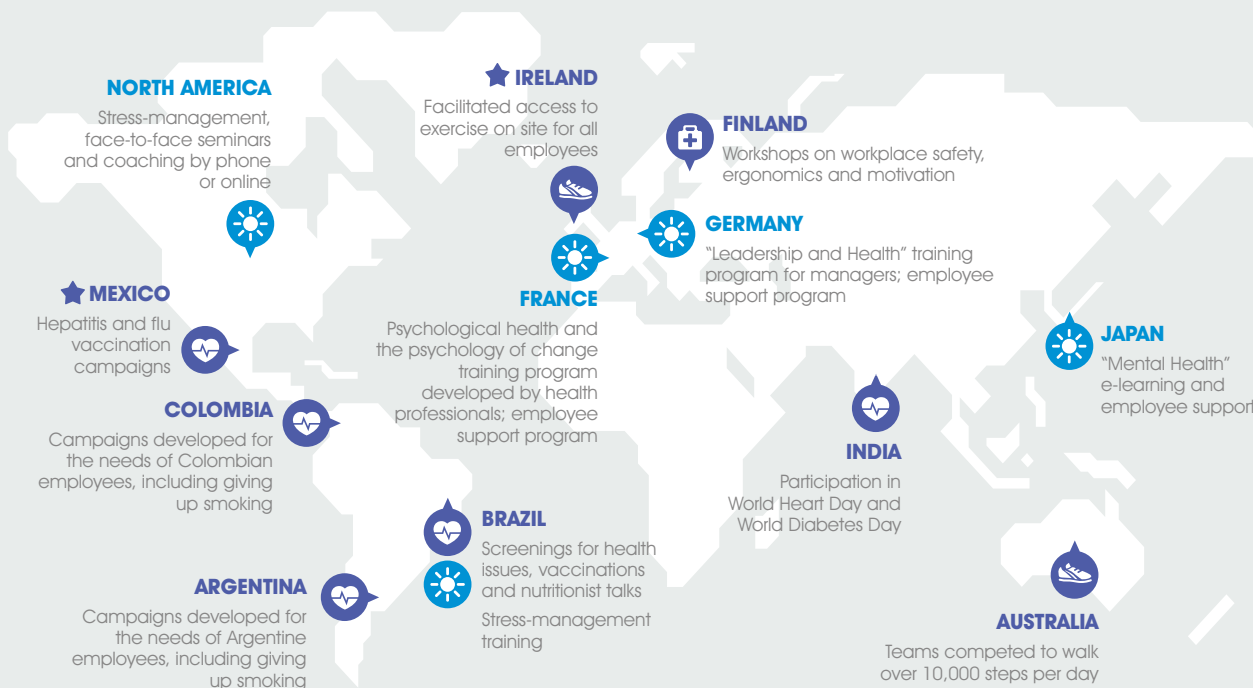 NORTH AMERICA
Stress-management,
face-to-face seminars
and coaching by phone
or online
IRELAND
Facilitated access to
exercise on site for all
employees
FINLAND
Workshops on workplace safety,
ergonomics and motivation
GERMANY
"Leadership and Health" training
program for managers; employee
support program
MEXICO
Hepatitis and flu
vaccination
campaigns
FRANCE
Psychological health and
the psychology of change
training program
developed by health
professionals; employee
support program
JAPAN
"Mental Health"
e-learning and
employee support
COLOMBIA
Campaigns developed for
the needs of Colombian
employees, including giving
up smoking
INDIA
Participation in
World Heart Day and
World Diabetes Day
BRAZIL
Screenings for health
issues, vaccinations
and nutritionist talks
Stress-management
training
ARGENTINA
Campaigns developed for
the needs of Argentine
employees, including giving
up smoking
AUSTRALIA
Teams competed to walk
over 10,000 steps per day